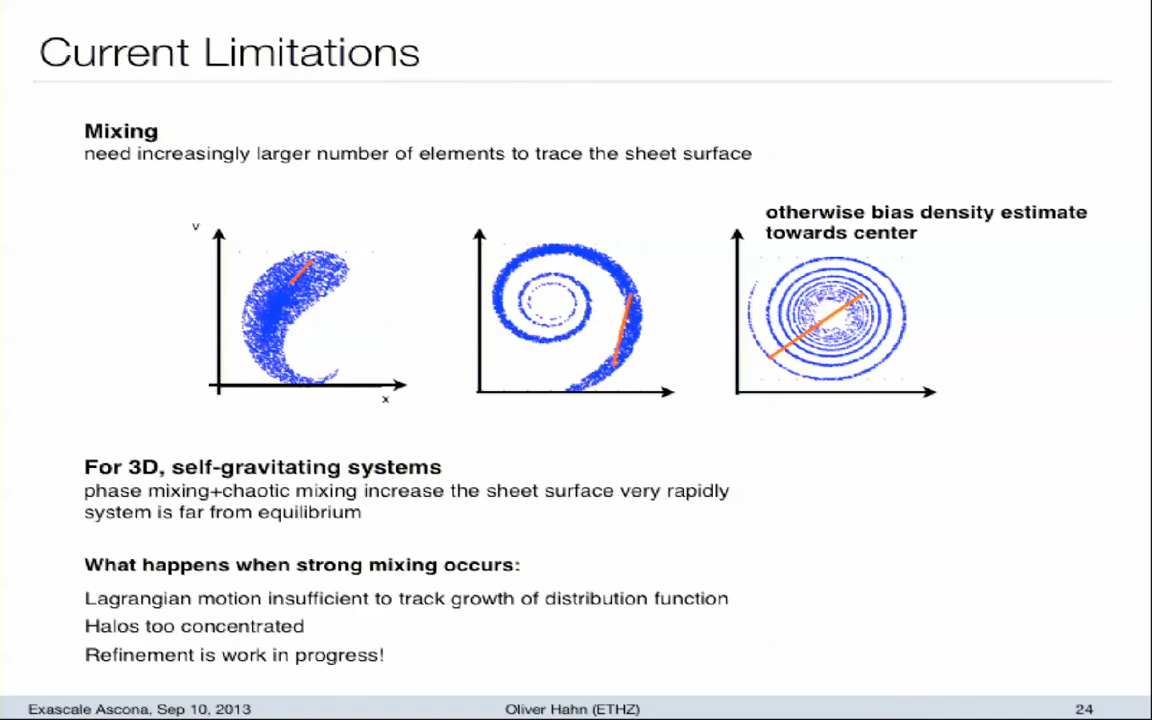 Current Limitations
Mixing
need increasingly larger number of elements to trace the sheet surface
otherwise bias density estimate
towards center
v
x
For 3D, self-gravitating systems
phase mixing+chaotic mixing increase the sheet surface very rapidly
system is far from equilibrium
What happens when strong mixing occurs:
Lagrangian motion insufficient to track growth of distribution function
Halos too concentrated
Refinement is work in progress!
Exascale Ascona, Sep 10, 2013
Oliver Hahn (ETHZ)
24